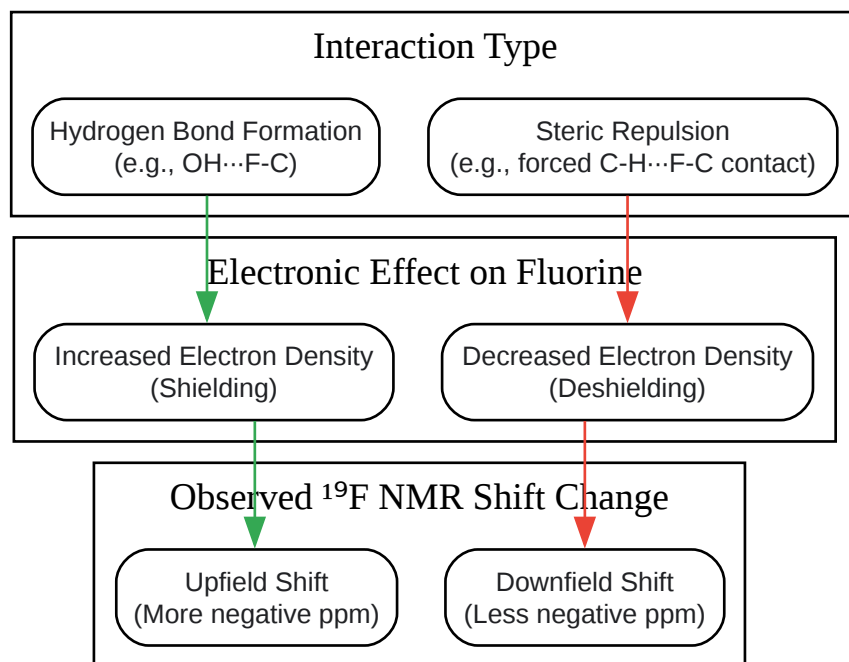 Interaction Type
Hydrogen Bond Formation
(e.g., OH···F-C)
Steric Repulsion
(e.g., forced C-H···F-C contact)
Electronic Effect on Fluorine
Increased Electron Density
(Shielding)
Decreased Electron Density
(Deshielding)
Observed ¹⁹F NMR Shift Change
Upfield Shift
(More negative ppm)
Downfield Shift
(Less negative ppm)